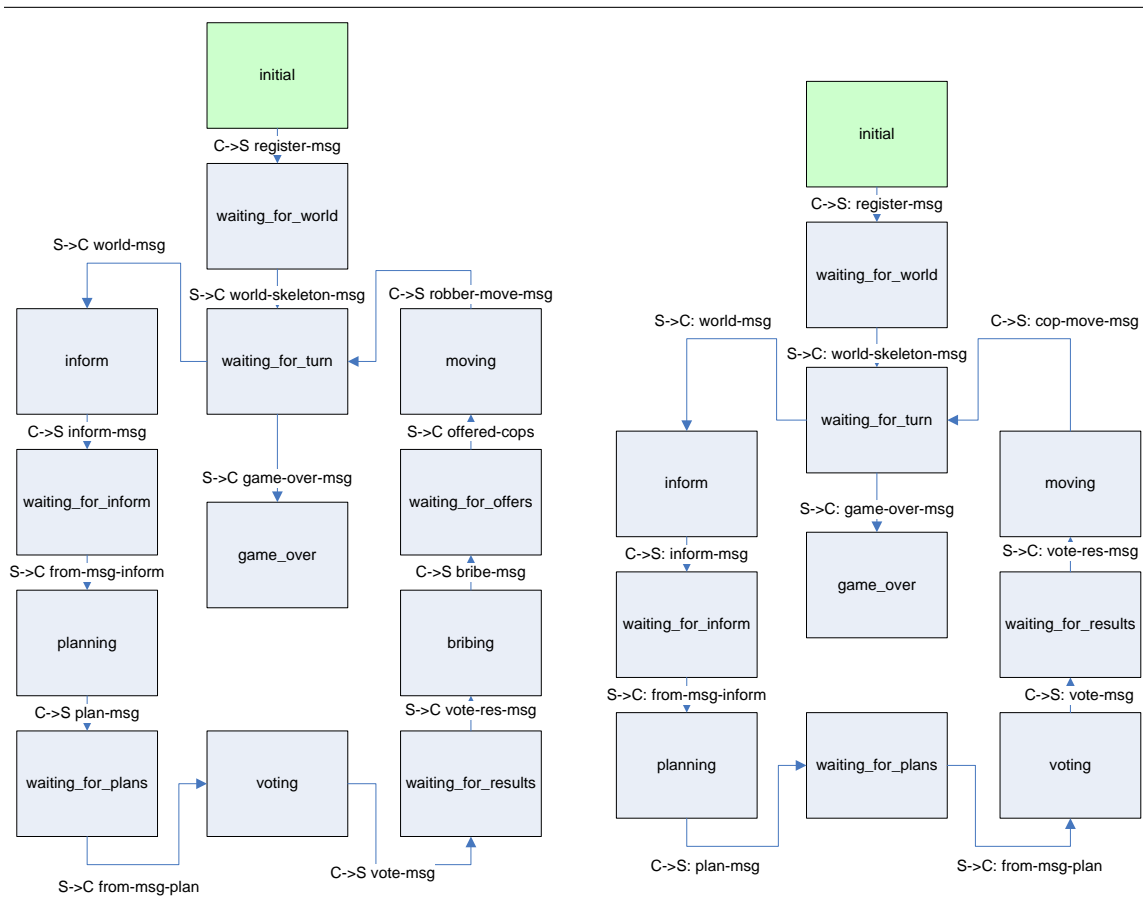 initial
C->S register-msg
waiting_for_world
S->C world-msg
S->C world-skeleton-msg
C->S robber-move-msg
inform
waiting_for_turn
moving
C->S inform-msg
S->C offered-cops
S->C game-over-msg
waiting_for_inform
waiting_for_offers
game_over
S->C from-msg-inform
C->S bribe-msg
planning
bribing
C->S plan-msg
S->C vote-res-msg
waiting_for_plans
voting
waiting_for_results
S->C from-msg-plan
C->S vote-msg
initial
C->S: register-msg
waiting_for_world
S->C: world-msg
C->S: cop-move-msg
S->C: world-skeleton-msg
waiting_for_turn
inform
moving
S->C: game-over-msg
C->S: inform-msg
S->C: vote-res-msg
game_over
waiting_for_inform
waiting_for_results
S->C: from-msg-inform
C->S: vote-msg
planning
waiting_for_plans
voting
C->S: plan-msg
S->C: from-msg-plan